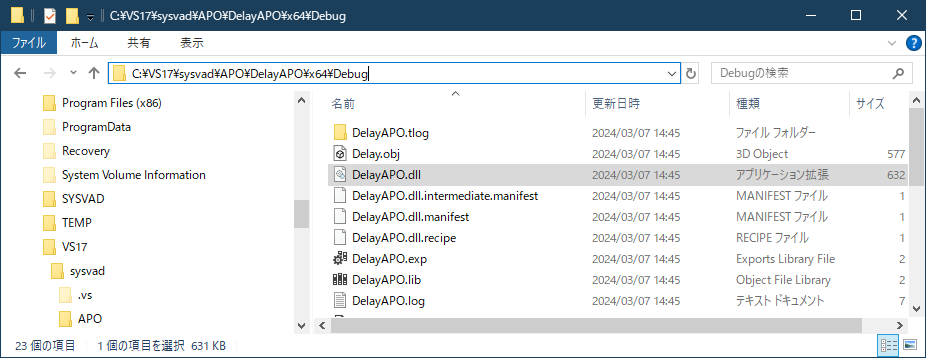 C:¥VS17¥sysvad¥APO¥DelayAPO¥x64¥Debug
ファイル ホーム 共有 表示
C:¥VS17¥sysvad¥APO¥DelayAPO¥x64¥Debug Debugの検索
Program Files (x86)
ProgramData
Recovery
System Volume Information
SYSVAD
TEMP
VS17
sysvad
.vs
APO
名前 更新日時 種類 サイズ
DelayAPO.tlog 2024/03/07 14:45 ファイル フォルダー
Delay.obj 2024/03/07 14:45 3D Object 577
DelayAPO.dll 2024/03/07 14:45 アプリケーション拡張 632
DelayAPO.dll.intermediate.manifest 2024/03/07 14:45 MANIFEST ファイル 1
DelayAPO.dll.manifest 2024/03/07 14:45 MANIFEST ファイル 1
DelayAPO.dll.recipe 2024/03/07 14:45 RECIPE ファイル 1
DelayAPO.exp 2024/03/07 14:45 Exports Library File 2
DelayAPO.lib 2024/03/07 14:45 Object File Library 2
DelayAPO.log 2024/03/07 14:45 テキスト ドキュメント 7
23 個の項目 1 個の項目を選択 631 KB